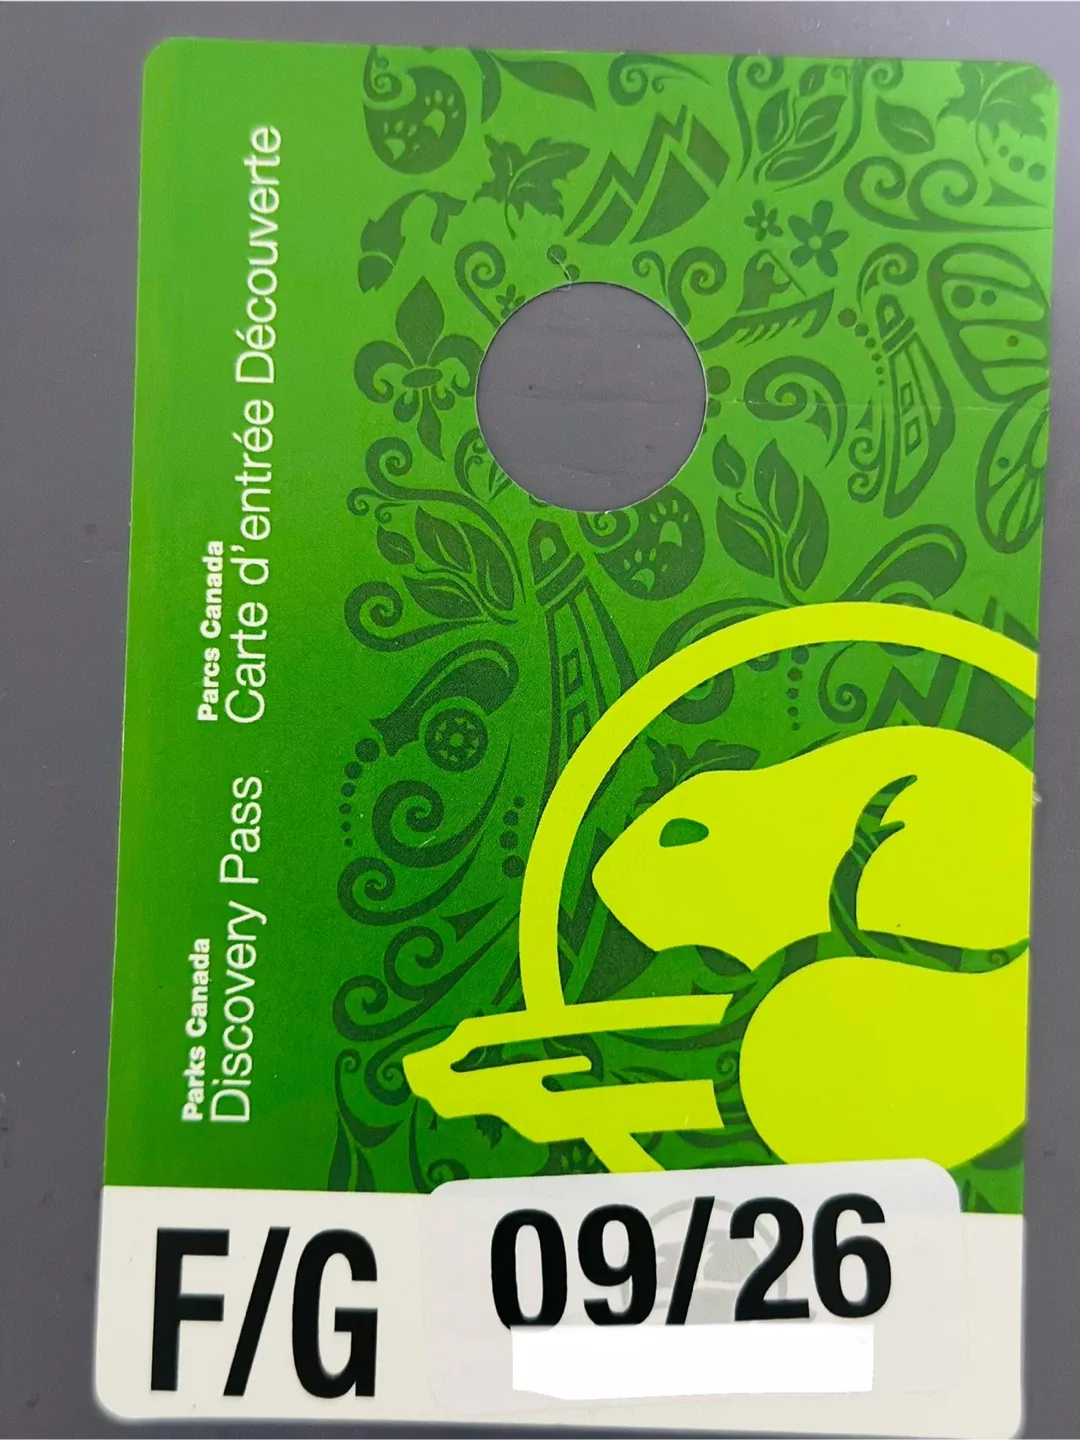 Parks Canada
Discovery Pass
Parcs Canada
Carte d'entrée Découverte
F/G
09/26